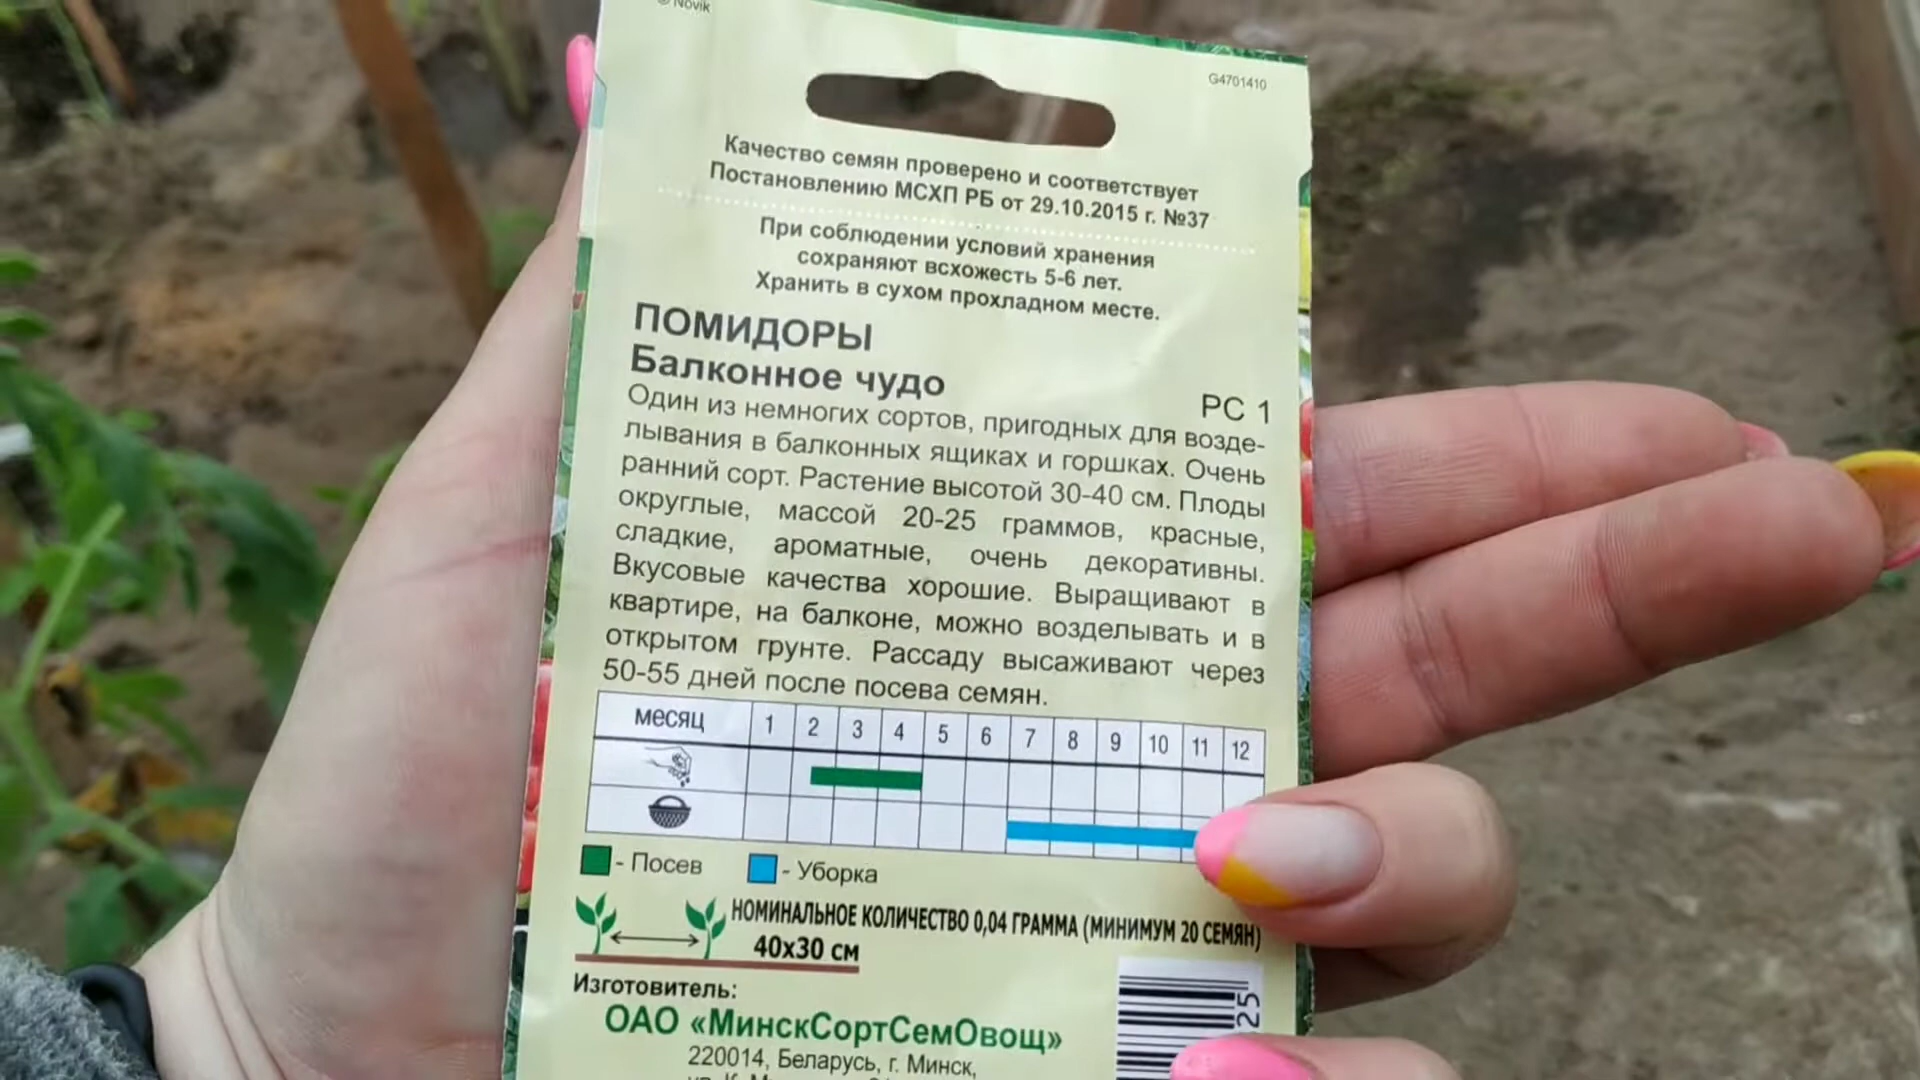 © Novik
G4701410
Качество семян проверено и соответствует
Постановлению МСХП РБ от 29.10.2015 г. №37
При соблюдении условий хранения
сохраняют всхожесть 5-6 лет.
Хранить в сухом прохладном месте.
ПОМИДОРЫ
Балконное чудо
РС 1
Один из немногих сортов, пригодных для возде-
лывания в балконных ящиках и горшках. Очень
ранний сорт. Растение высотой 30-40 см. Плоды
округлые, массой 20-25 граммов, красные,
сладкие, ароматные, очень декоративны.
Вкусовые качества хорошие. Выращивают в
квартире, на балконе, можно возделывать и в
открытом грунте. Рассаду высаживают через
50-55 дней после посева семян.
месяц 1 2 3 4 5 6 7 8 9 10 11 12
- Посев - Уборка
НОМИНАЛЬНОЕ КОЛИЧЕСТВО 0,04 ГРАММА (МИНИМУМ 20 СЕМЯН)
40х30 см
Изготовитель:
ОАО «МинскСортСемОвощ»
220014, Беларусь, г. Минск,
25